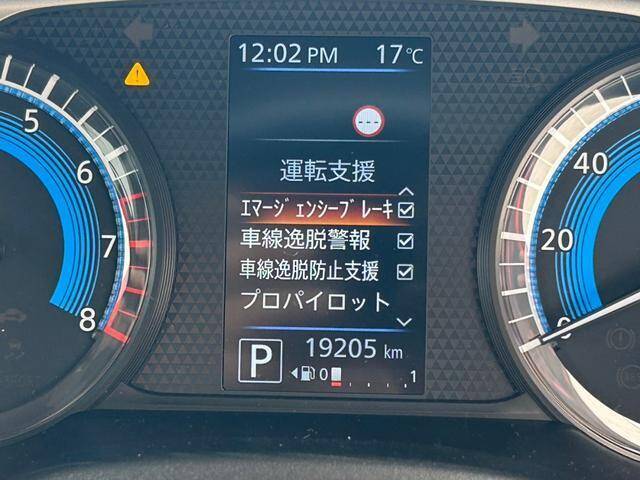 12:02 PM 17℃
---
運転支援
エマージェンシーブレーキ
車線逸脱警報
車線逸脱防止支援
プロパイロット
P 19205 km
0 1
5
6
7
8
40
20
0